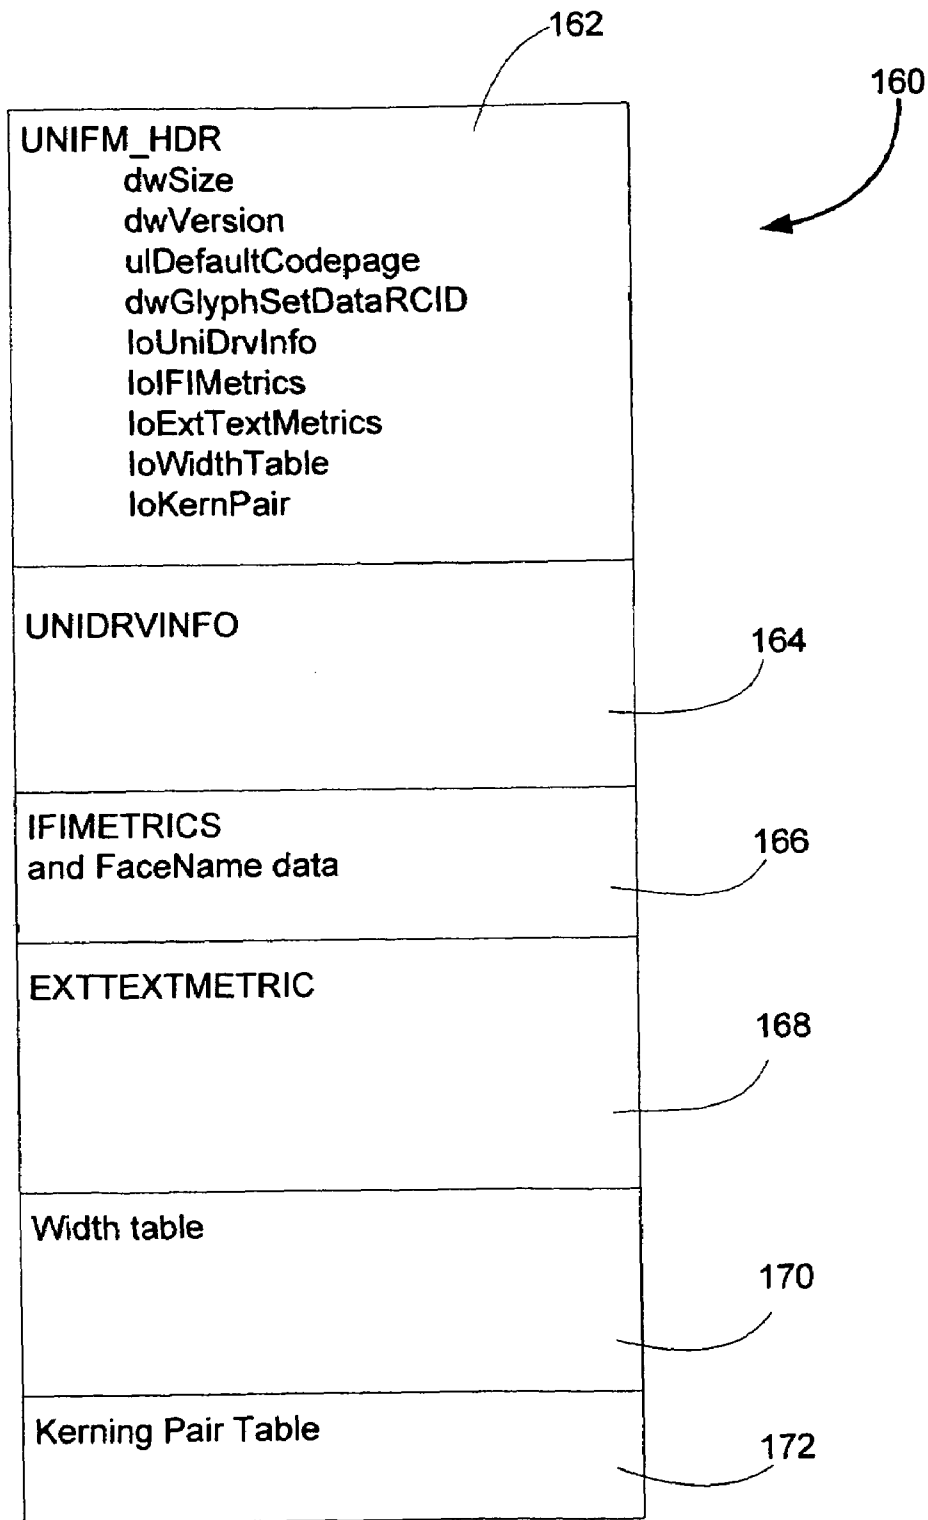 162
160
UNIFM_HDR
dwSize
dwVersion
ulDefaultCodepage
dwGlyphSetDataRCID
loUniDrvInfo
loIFIMetrics
loExtTextMetrics
loWidthTable
loKernPair
UNIDRVINFO
164
IFIMETRICS
and FaceName data
166
EXTTEXTMETRIC
168
Width table
170
Kerning Pair Table
172